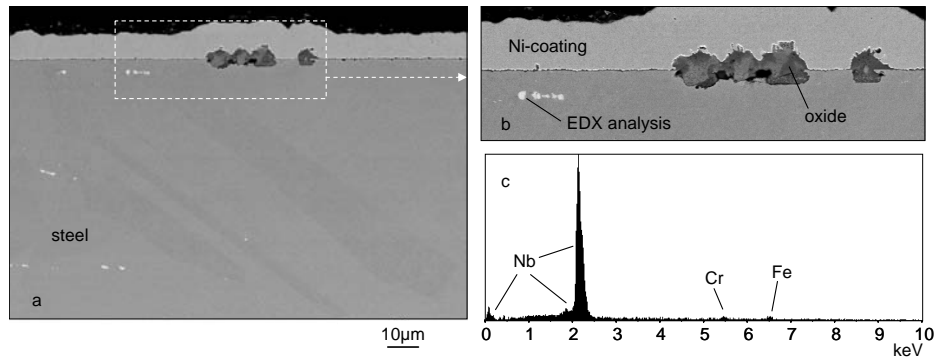 steel
a
10µm
Ni-coating
EDX analysis
oxide
b
c
Nb
Cr
Fe
0 1 2 3 4 5 6 7 8 9 10
keV